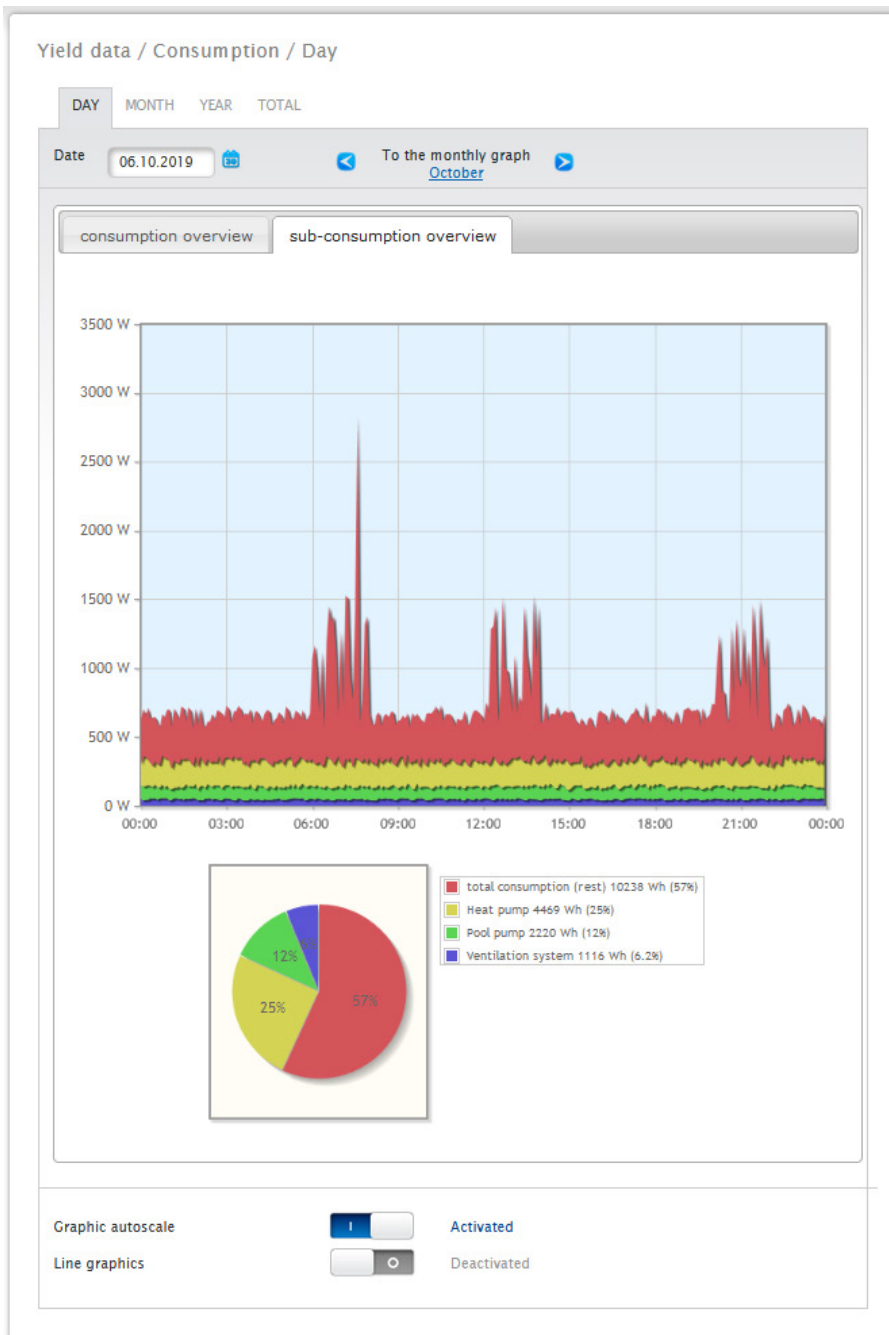 Yield data / Consumption / Day
DAY MONTH YEAR TOTAL
Date 06.10.2019 30 To the monthly graph
October
consumption overview sub-consumption overview
3500 W
3000 W
2500 W
2000 W
1500 W
1000 W
500 W
0 W
00:00 03:00 06:00 09:00 12:00 15:00 18:00 21:00 00:00
total consumption (rest) 10238 Wh (57%)
Heat pump 4469 Wh (25%)
Pool pump 2220 Wh (12%)
Ventilation system 1116 Wh (6.2%)
12%
57%
25%
Graphic autoscale I Activated
Line graphics O Deactivated